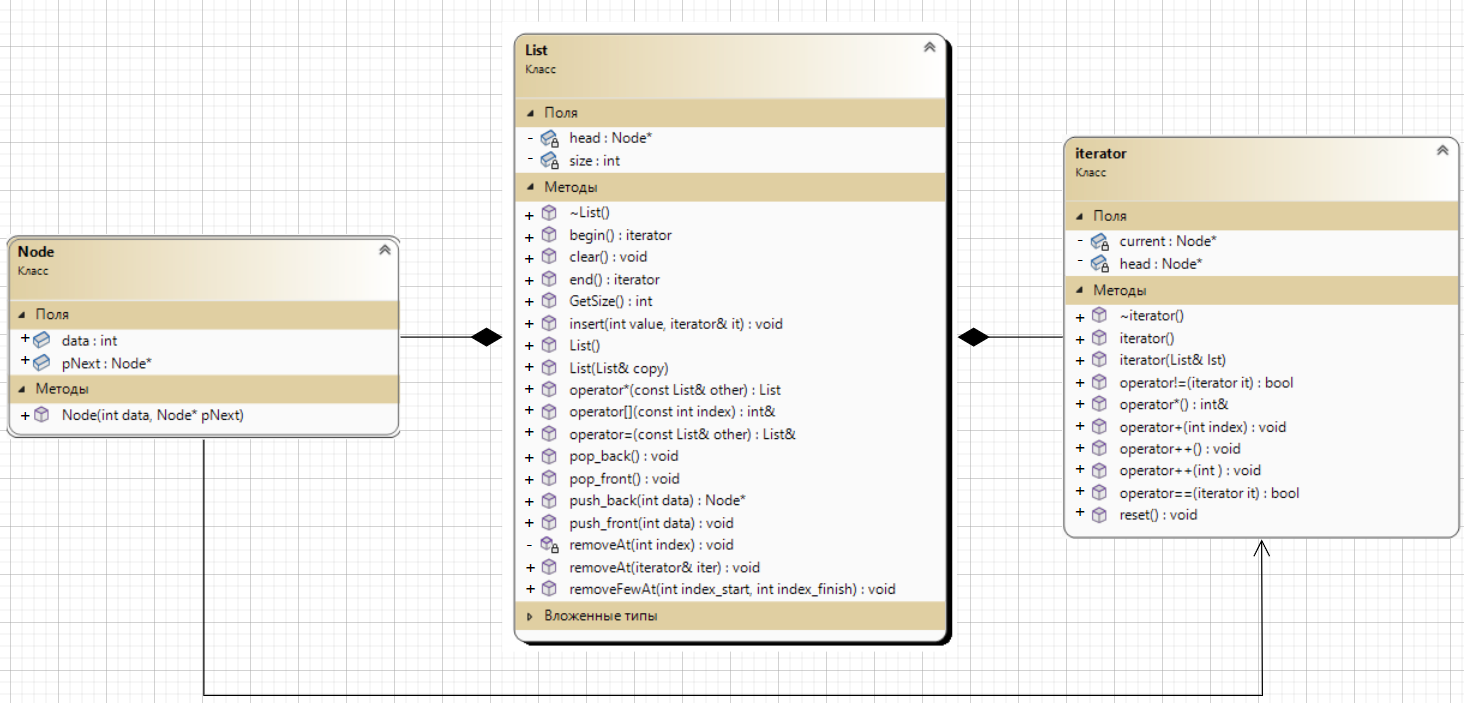 Node
Класс
Поля
+ data : int
+ pNext : Node*
Методы
+ Node(int data, Node* pNext)
List
Класс
Поля
- head : Node*
- size : int
Методы
+ ~List()
+ begin() : iterator
+ clear() : void
+ end() : iterator
+ GetSize() : int
+ insert(int value, iterator& it) : void
+ List()
+ List(List& copy)
+ operator*(const List& other) : List
+ operator[](const int index) : int&
+ operator=(const List& other) : List&
+ pop_back() : void
+ pop_front() : void
+ push_back(int data) : Node*
+ push_front(int data) : void
- removeAt(int index) : void
+ removeAt(iterator& iter) : void
+ removeFewAt(int index_start, int index_finish) : void
Вложенные типы
iterator
Класс
Поля
- current : Node*
- head : Node*
Методы
+ ~iterator()
+ iterator()
+ iterator(List& lst)
+ operator!=(iterator it) : bool
+ operator*() : int&
+ operator+(int index) : void
+ operator++() : void
+ operator++(int ) : void
+ operator==(iterator it) : bool
+ reset() : void